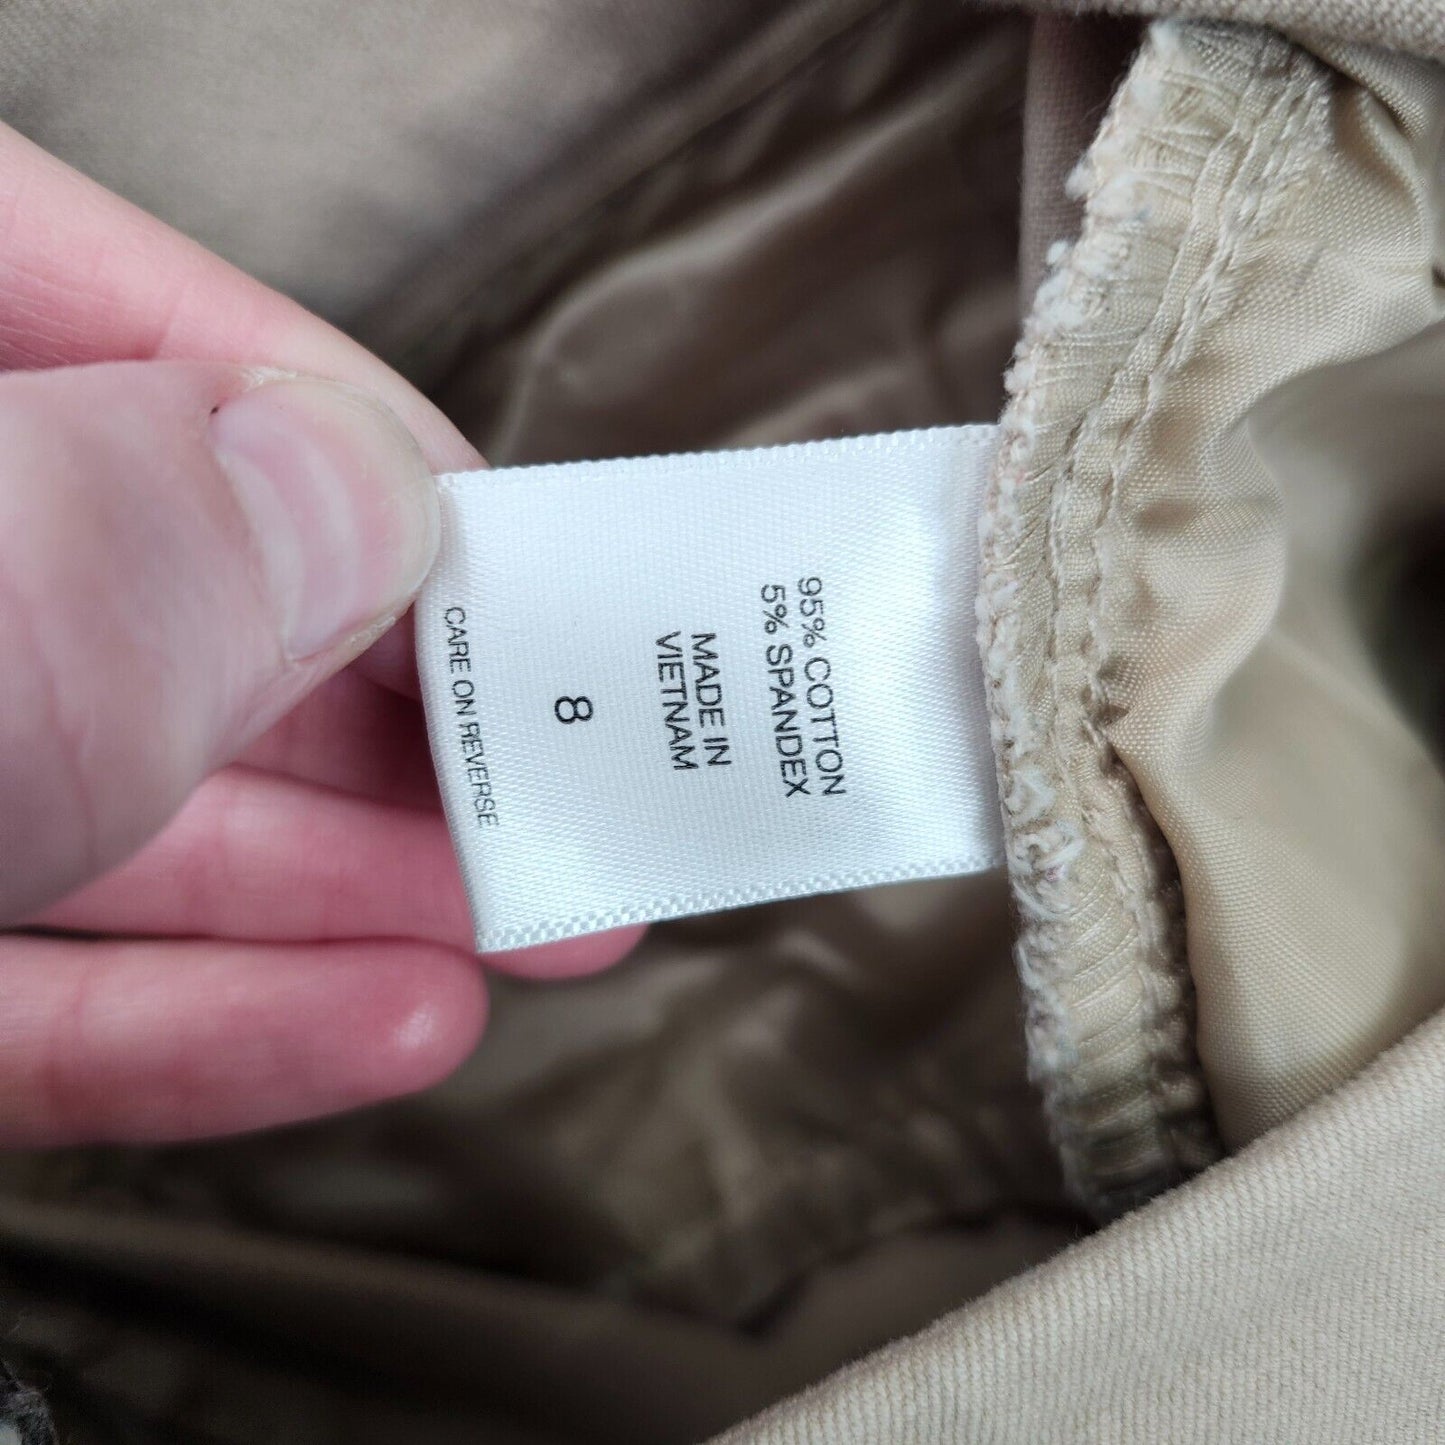 95% COTTON
5% SPANDEX
MADE IN
VIETNAM
8
CARE ON REVERSE